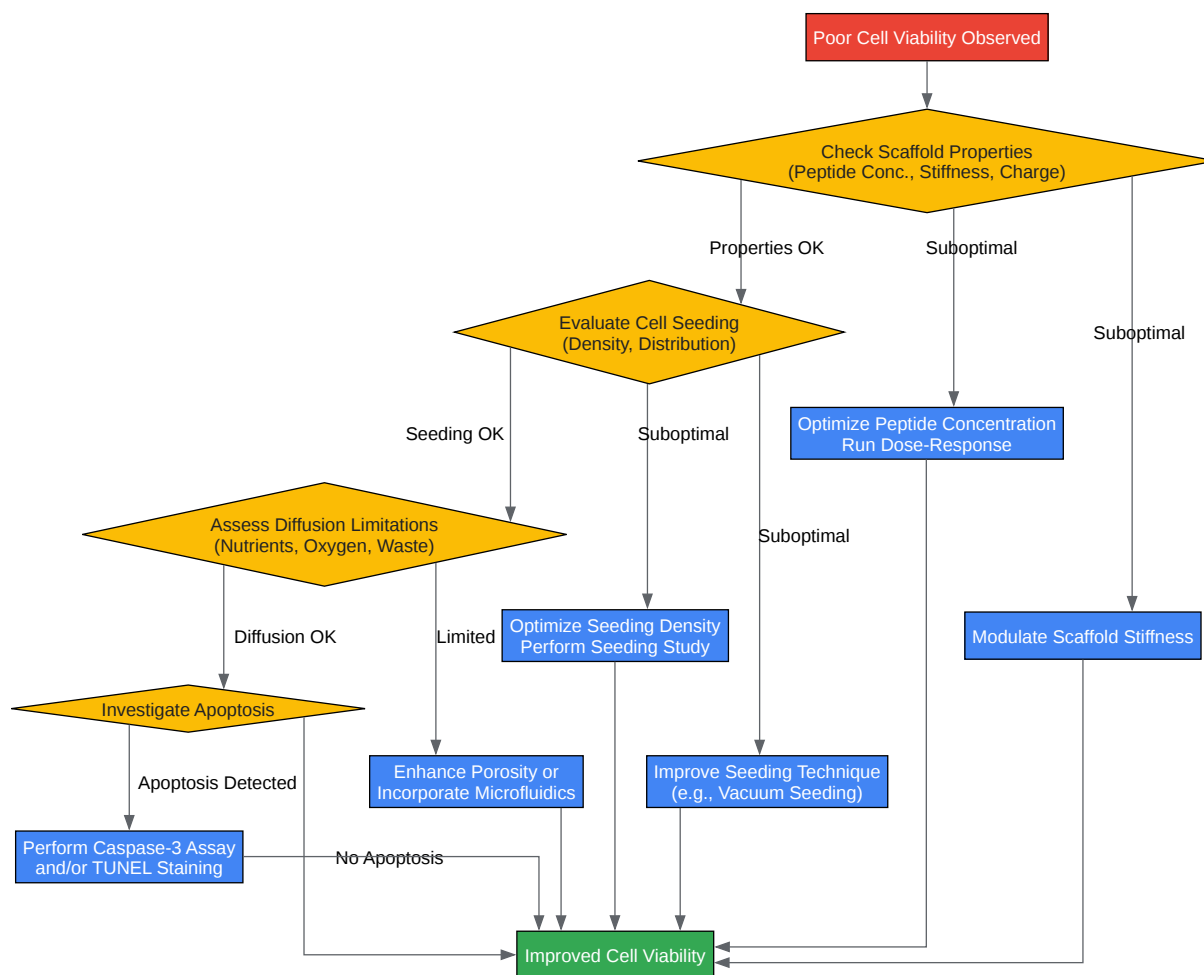 Poor Cell Viability Observed
Check Scaffold Properties
(Peptide Conc., Stiffness, Charge)
Properties OK
Suboptimal
Suboptimal
Evaluate Cell Seeding
(Density, Distribution)
Optimize Peptide Concentration
Run Dose-Response
Seeding OK
Suboptimal
Suboptimal
Assess Diffusion Limitations
(Nutrients, Oxygen, Waste)
Diffusion OK
Limited
Optimize Seeding Density
Perform Seeding Study
Modulate Scaffold Stiffness
Investigate Apoptosis
Apoptosis Detected
Enhance Porosity or
Incorporate Microfluidics
Improve Seeding Technique
(e.g., Vacuum Seeding)
Perform Caspase-3 Assay
and/or TUNEL Staining
No Apoptosis
Improved Cell Viability